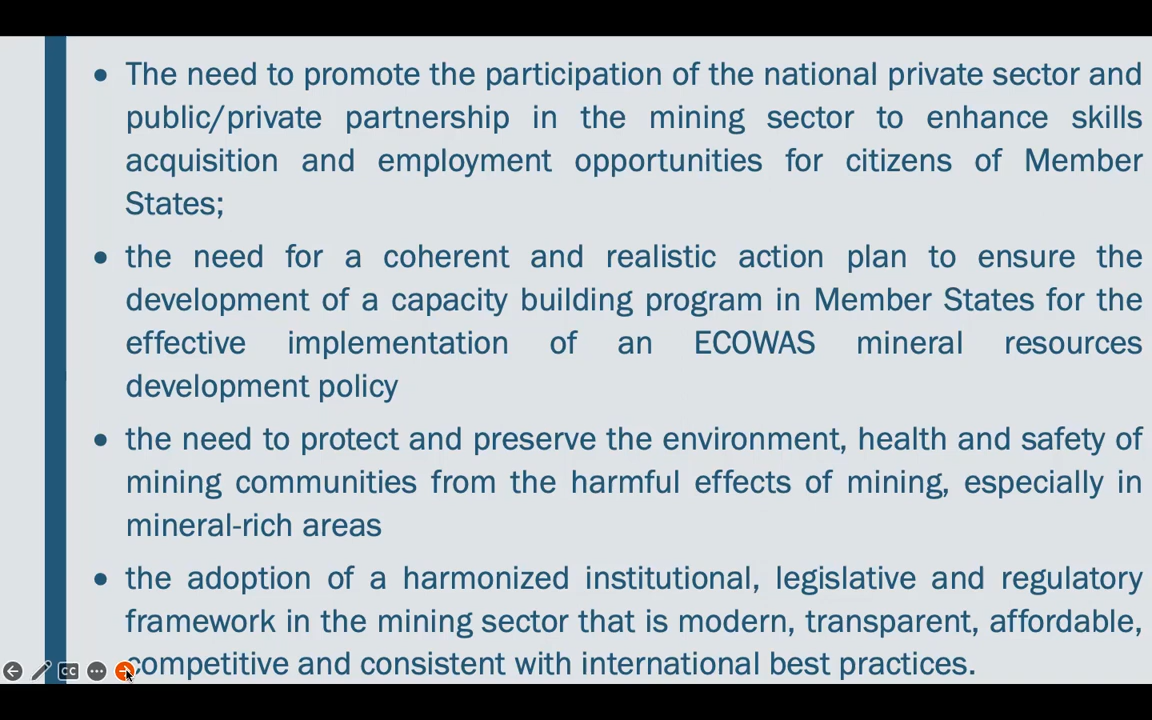 • The need to promote the participation of the national private sector and
public/private partnership in the mining sector to enhance skills
acquisition and employment opportunities for citizens of Member
States;
• the need for a coherent and realistic action plan to ensure the
development of a capacity building program in Member States for the
effective implementation of an ECOWAS mineral resources
development policy
• the need to protect and preserve the environment, health and safety of
mining communities from the harmful effects of mining, especially in
mineral-rich areas
• the adoption of a harmonized institutional, legislative and regulatory
framework in the mining sector that is modern, transparent, affordable,
competitive and consistent with international best practices.
CC